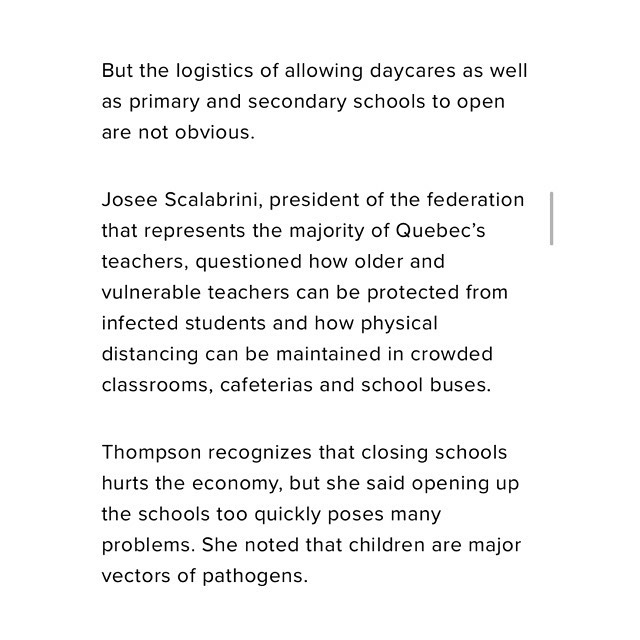 But the logistics of allowing daycares as well
as primary and secondary schools to open
are not obvious.
Josee Scalabrini, president of the federation
that represents the majority of Quebec’s
teachers, questioned how older and
vulnerable teachers can be protected from
infected students and how physical
distancing can be maintained in crowded
classrooms, cafeterias and school buses.
Thompson recognizes that closing schools
hurts the economy, but she said opening up
the schools too quickly poses many
problems. She noted that children are major
vectors of pathogens.